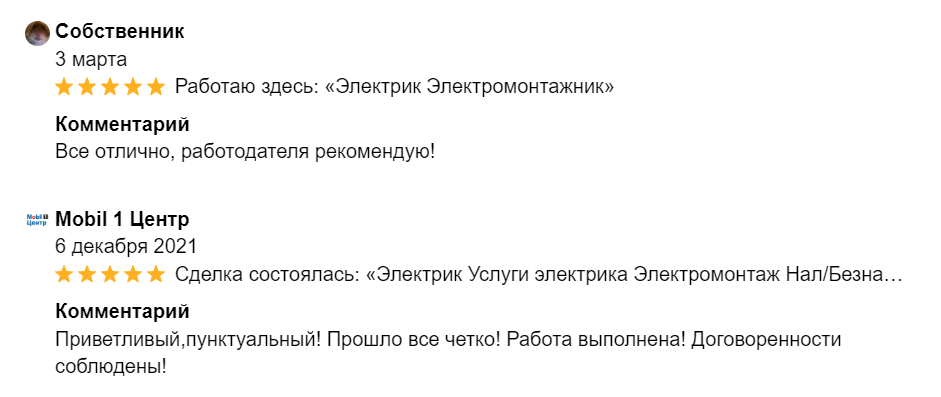 Собственник
3 марта
Работаю здесь: «Электрик Электромонтажник»
Комментарий
Все отлично, работодателя рекомендую!
Mobil 1 Центр
Mobil 1 Центр
6 декабря 2021
Сделка состоялась: «Электрик Услуги электрика Электромонтаж Нал/Безна…
Комментарий
Приветливый,пунктуальный! Прошло все четко! Работа выполнена! Договоренности
соблюдены!